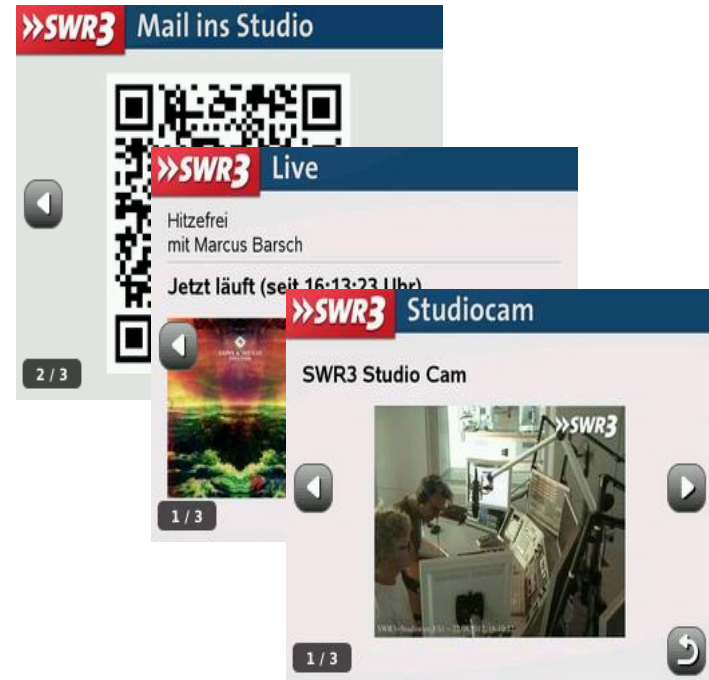 »SWR3 Mail ins Studio
2 / 3
»SWR3 Live
Hitzefrei
mit Marcus Barsch
Jetzt läuft (seit 16:13:23 Uhr)
1 / 3
»SWR3 Studiocam
SWR3 Studio Cam
»SWR3
1 / 3